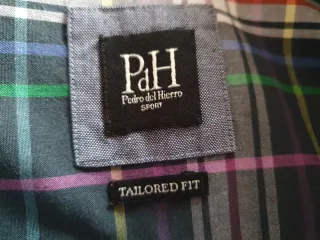 PdH
Pedro del Hierro
SPORT
TAILORED FIT